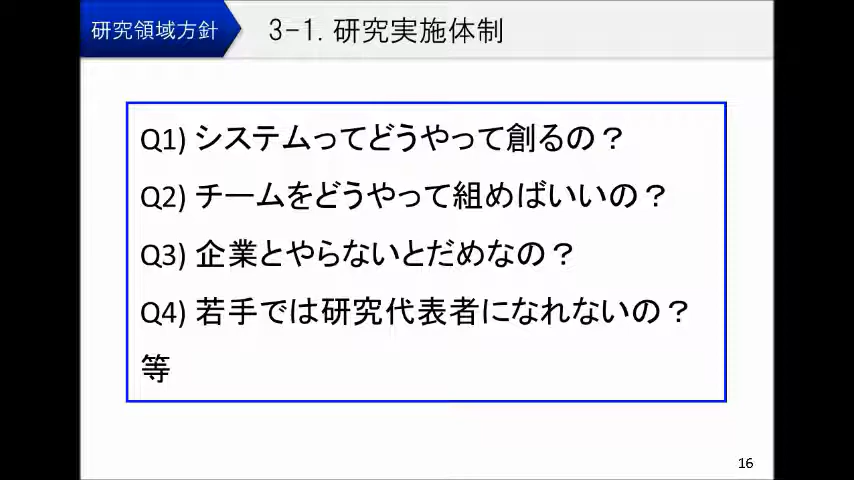 研究領域方針
3-1. 研究実施体制
Q1) システムってどうやって創るの？
Q2) チームをどうやって組めばいいの？
Q3) 企業とやらないとだめなの？
Q4) 若手では研究代表者になれないの？
等
16